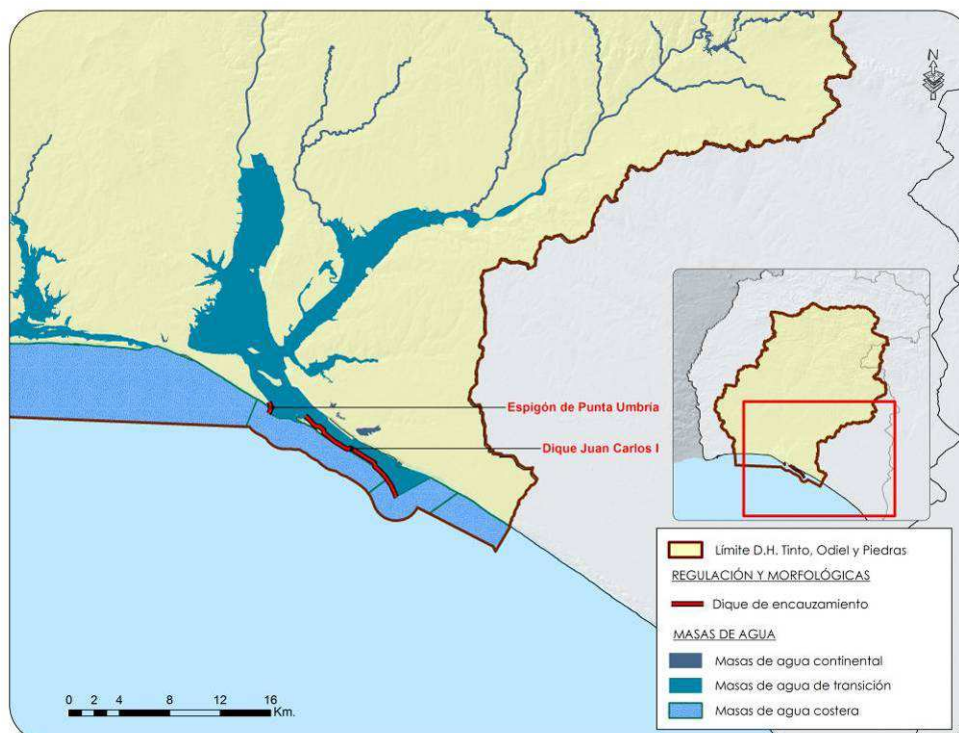 N
Espigón de Punta Umbría
Dique Juan Carlos I
Límite D.H. Tinto, Odiel y Piedras
REGULACIÓN Y MORFOLÓGICAS
Dique de encauzamiento
MASAS DE AGUA
Masas de agua continental
Masas de agua de transición
Masas de agua costera
0 2 4 8 12 16
Km.